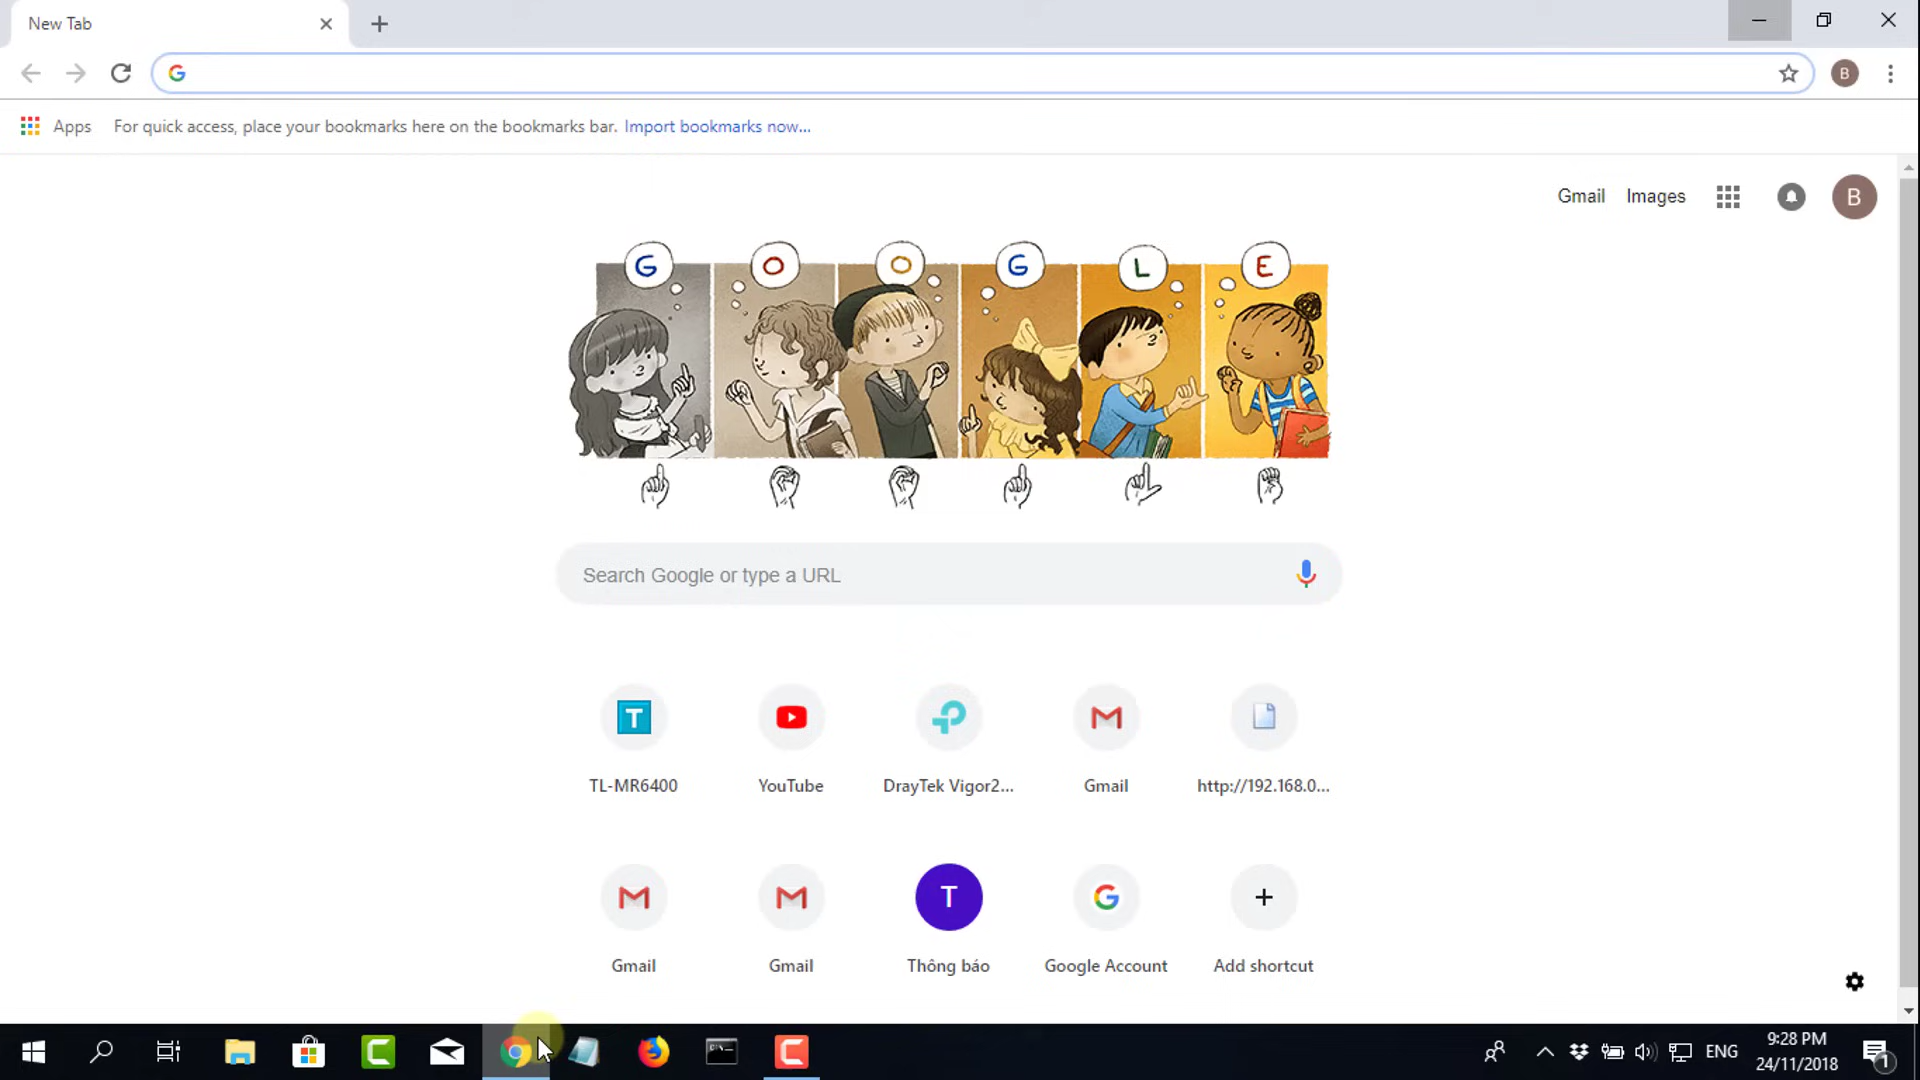 New Tab
Apps
For quick access, place your bookmarks here on the bookmarks bar. Import bookmarks now...
B
Gmail
Images
B
G O O G L E
Search Google or type a URL
T
TL-MR6400
YouTube
DrayTek Vigor2...
Gmail
http://192.168.0...
T
Gmail
Gmail
Thông báo
Google Account
Add shortcut
ENG
9:28 PM
24/11/2018
1